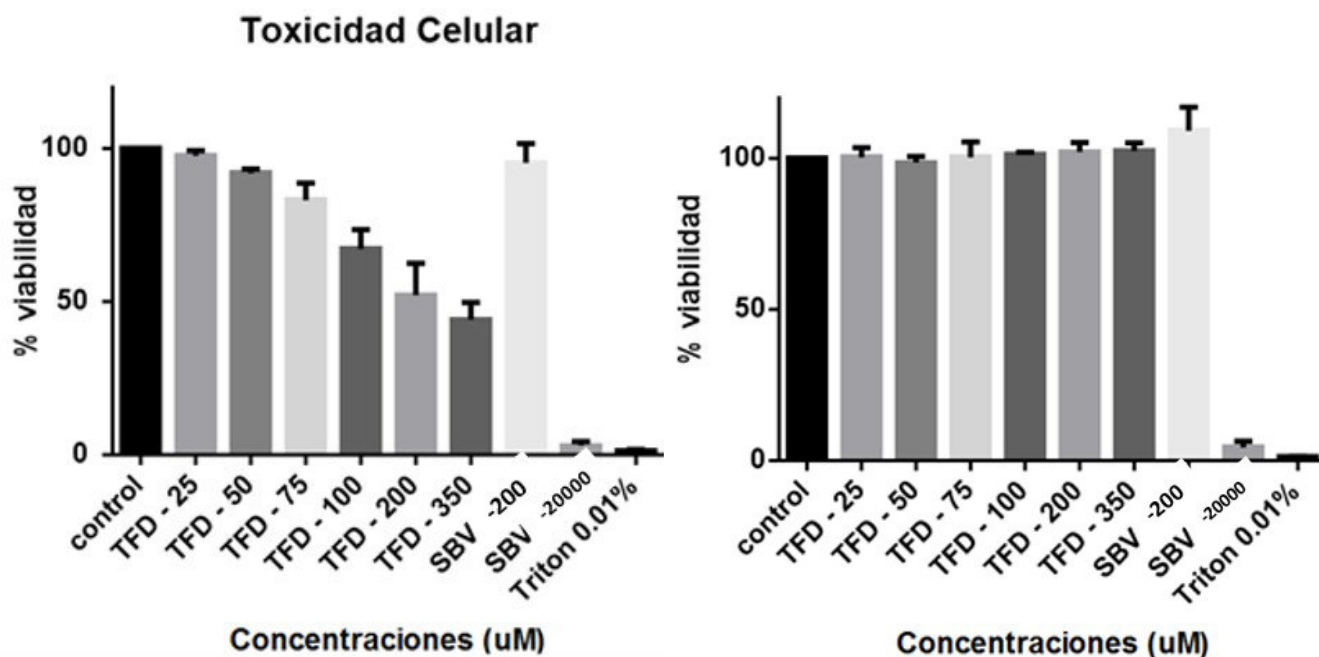 Toxicidad Celular
% viabilidad
100
50
0
control
TFD - 25
TFD - 50
TFD - 75
TFD - 100
TFD - 200
TFD - 350
SBV -200
SBV -20000
Triton 0.01%
Concentraciones (uM)
% viabilidad
100
50
0
control
TFD - 25
TFD - 50
TFD - 75
TFD - 100
TFD - 200
TFD - 350
SBV -200
SBV -20000
Triton 0.01%
Concentraciones (uM)